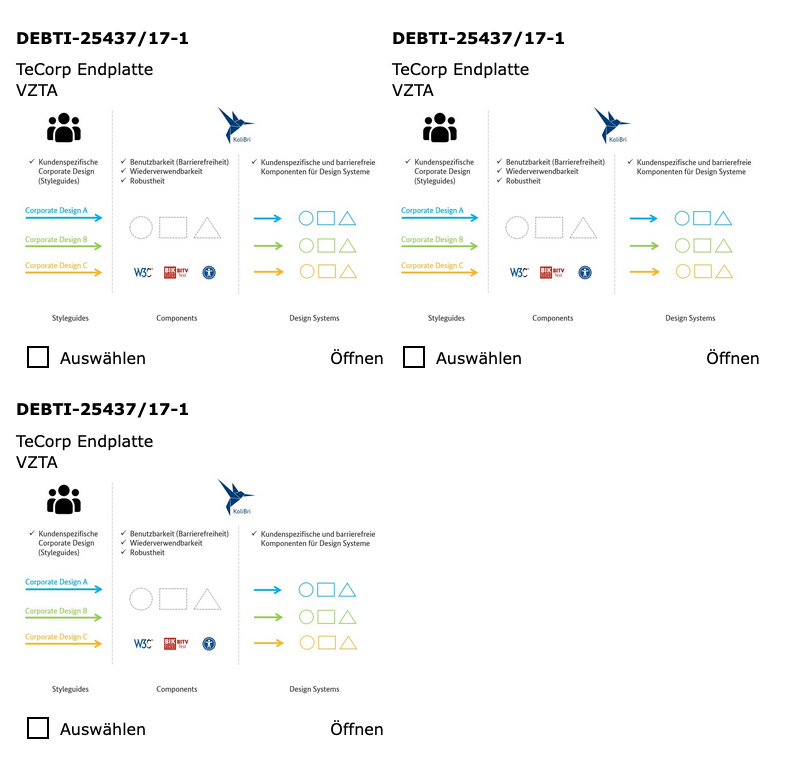 DEBTI-25437/17-1
TeCorp Endplatte
VZTA
KoliBri
✓ Kundenspezifische
Corporate Design
(Styleguides)
✓ Benutzbarkeit (Barrierefreiheit)
✓ Wiederverwendbarkeit
✓ Robustheit
✓ Kundenspezifische und barrierefreie
Komponenten für Design Systeme
Corporate Design A
Corporate Design B
Corporate Design C
W3C
BIK BITV
Test
Styleguides
Components
Design Systems
Auswählen
Öffnen
DEBTI-25437/17-1
TeCorp Endplatte
VZTA
KoliBri
✓ Kundenspezifische
Corporate Design
(Styleguides)
✓ Benutzbarkeit (Barrierefreiheit)
✓ Wiederverwendbarkeit
✓ Robustheit
✓ Kundenspezifische und barrierefreie
Komponenten für Design Systeme
Corporate Design A
Corporate Design B
Corporate Design C
W3C
BIK BITV
Test
Styleguides
Components
Design Systems
Auswählen
Öffnen
DEBTI-25437/17-1
TeCorp Endplatte
VZTA
KoliBri
✓ Kundenspezifische
Corporate Design
(Styleguides)
✓ Benutzbarkeit (Barrierefreiheit)
✓ Wiederverwendbarkeit
✓ Robustheit
✓ Kundenspezifische und barrierefreie
Komponenten für Design Systeme
Corporate Design A
Corporate Design B
Corporate Design C
W3C
BIK BITV
Test
Styleguides
Components
Design Systems
Auswählen
Öffnen